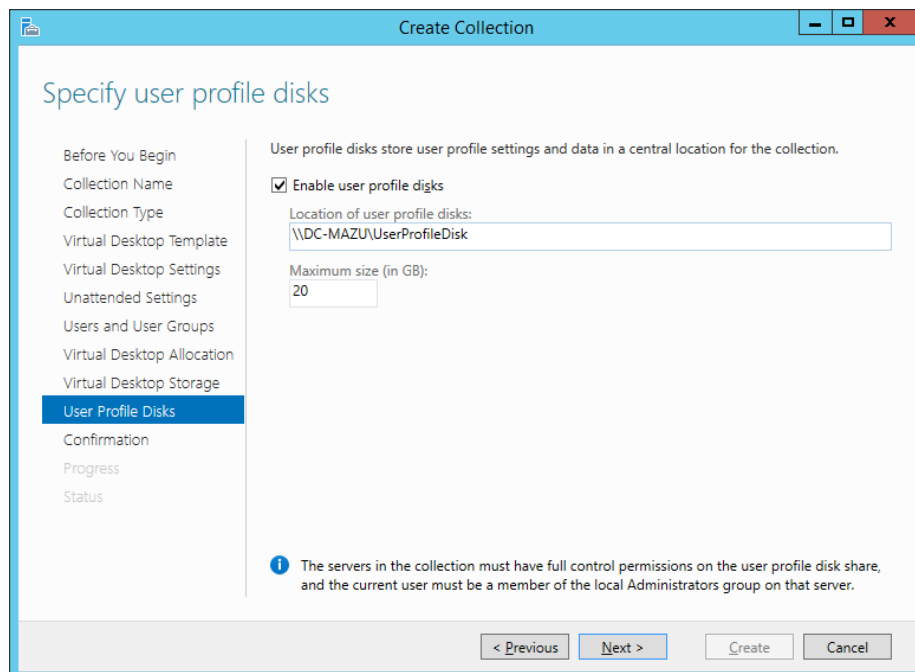 Create Collection
Specify user profile disks
Before You Begin
Collection Name
Collection Type
Virtual Desktop Template
Virtual Desktop Settings
Unattended Settings
Users and User Groups
Virtual Desktop Allocation
Virtual Desktop Storage
User Profile Disks
Confirmation
Progress
Status
User profile disks store user profile settings and data in a central location for the collection.
Enable user profile disks
Location of user profile disks:
\\DC-MAZU\UserProfileDisk
Maximum size (in GB):
20
The servers in the collection must have full control permissions on the user profile disk share,
and the current user must be a member of the local Administrators group on that server.
< Previous
Next >
Create
Cancel